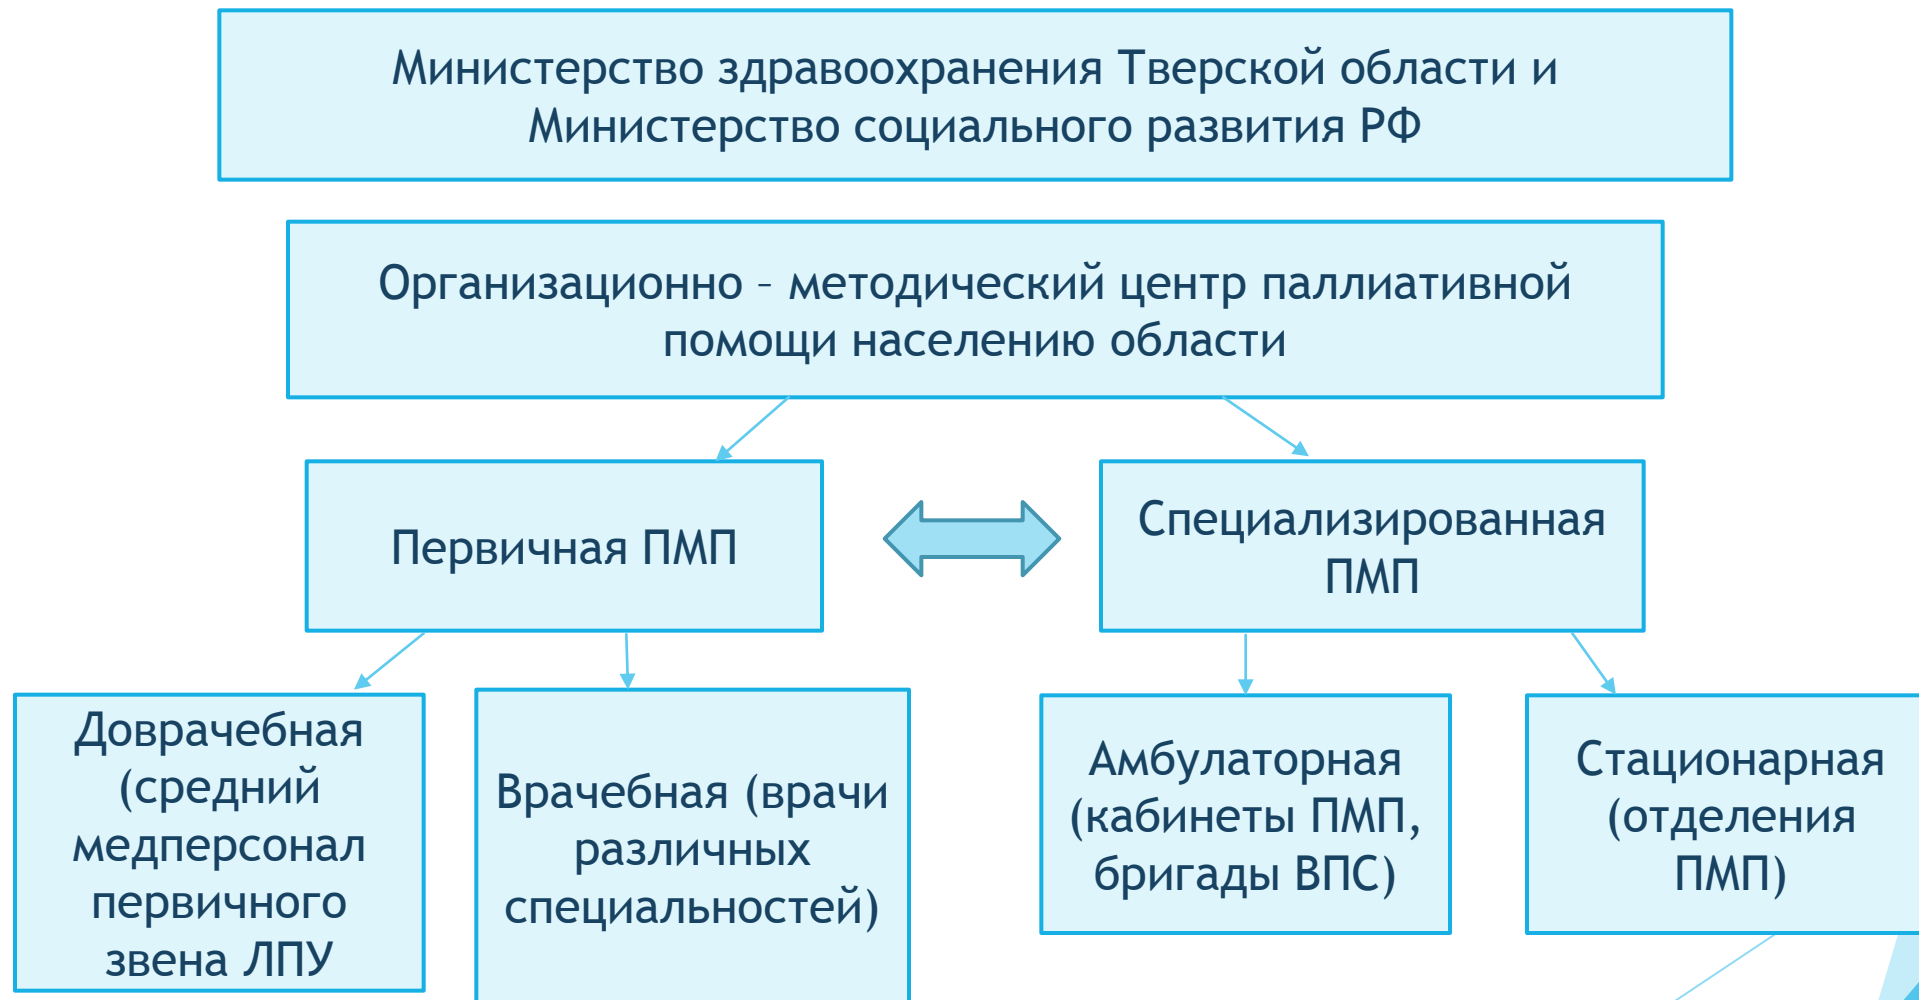 Министерство здравоохранения Тверской области и
Министерство социального развития РФ
Организационно – методический центр паллиативной
помощи населению области
Первичная ПМП
Специализированная
ПМП
Доврачебная
(средний
медперсонал
первичного
звена ЛПУ
Врачебная (врачи
различных
специальностей)
Амбулаторная
(кабинеты ПМП,
бригады ВПС)
Стационарная
(отделения
ПМП)